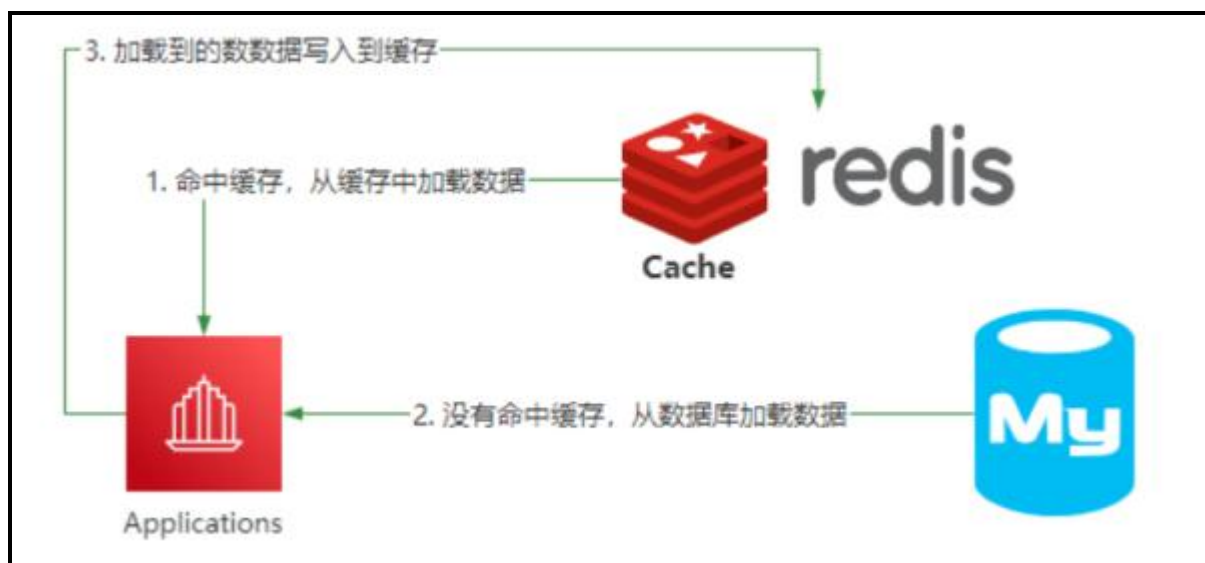 3. 加载到的数数据写入到缓存
1. 命中缓存，从缓存中加载数据
redis
Cache
2. 没有命中缓存，从数据库加载数据
My
Applications